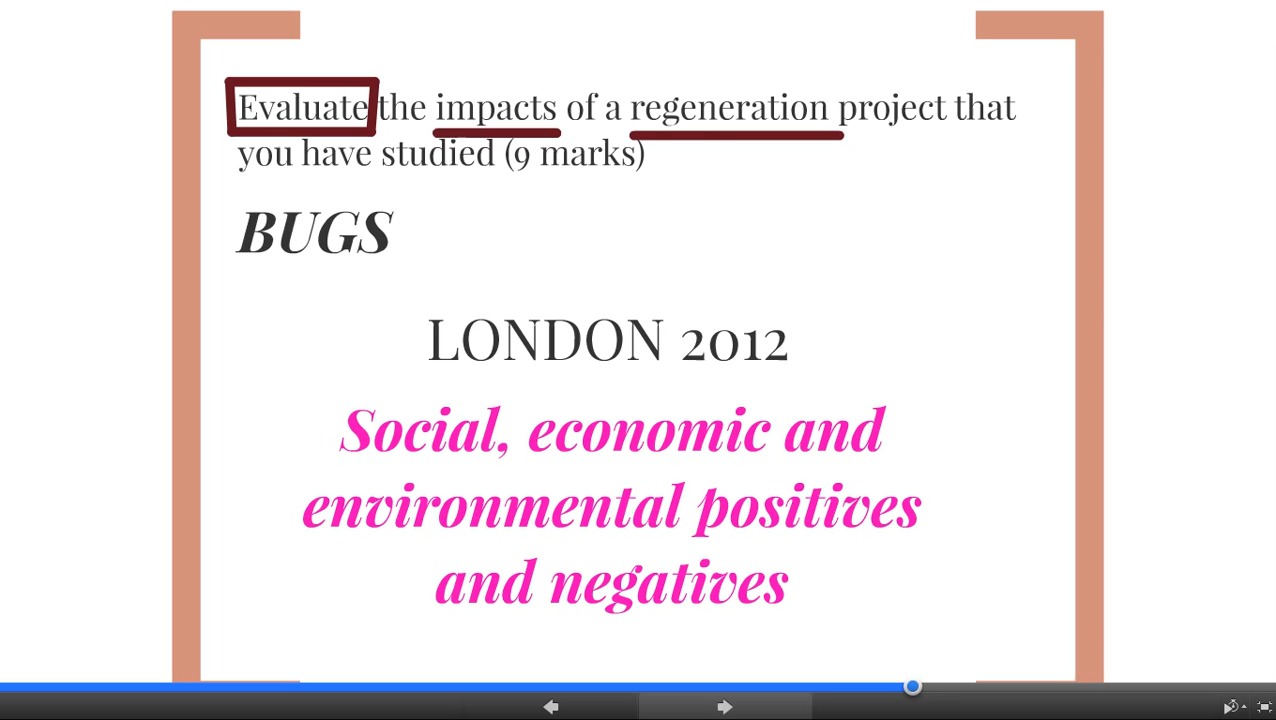 Evaluate the impacts of a regeneration project that
you have studied (9 marks)
BUGS
LONDON 2012
Social, economic and
environmental positives
and negatives